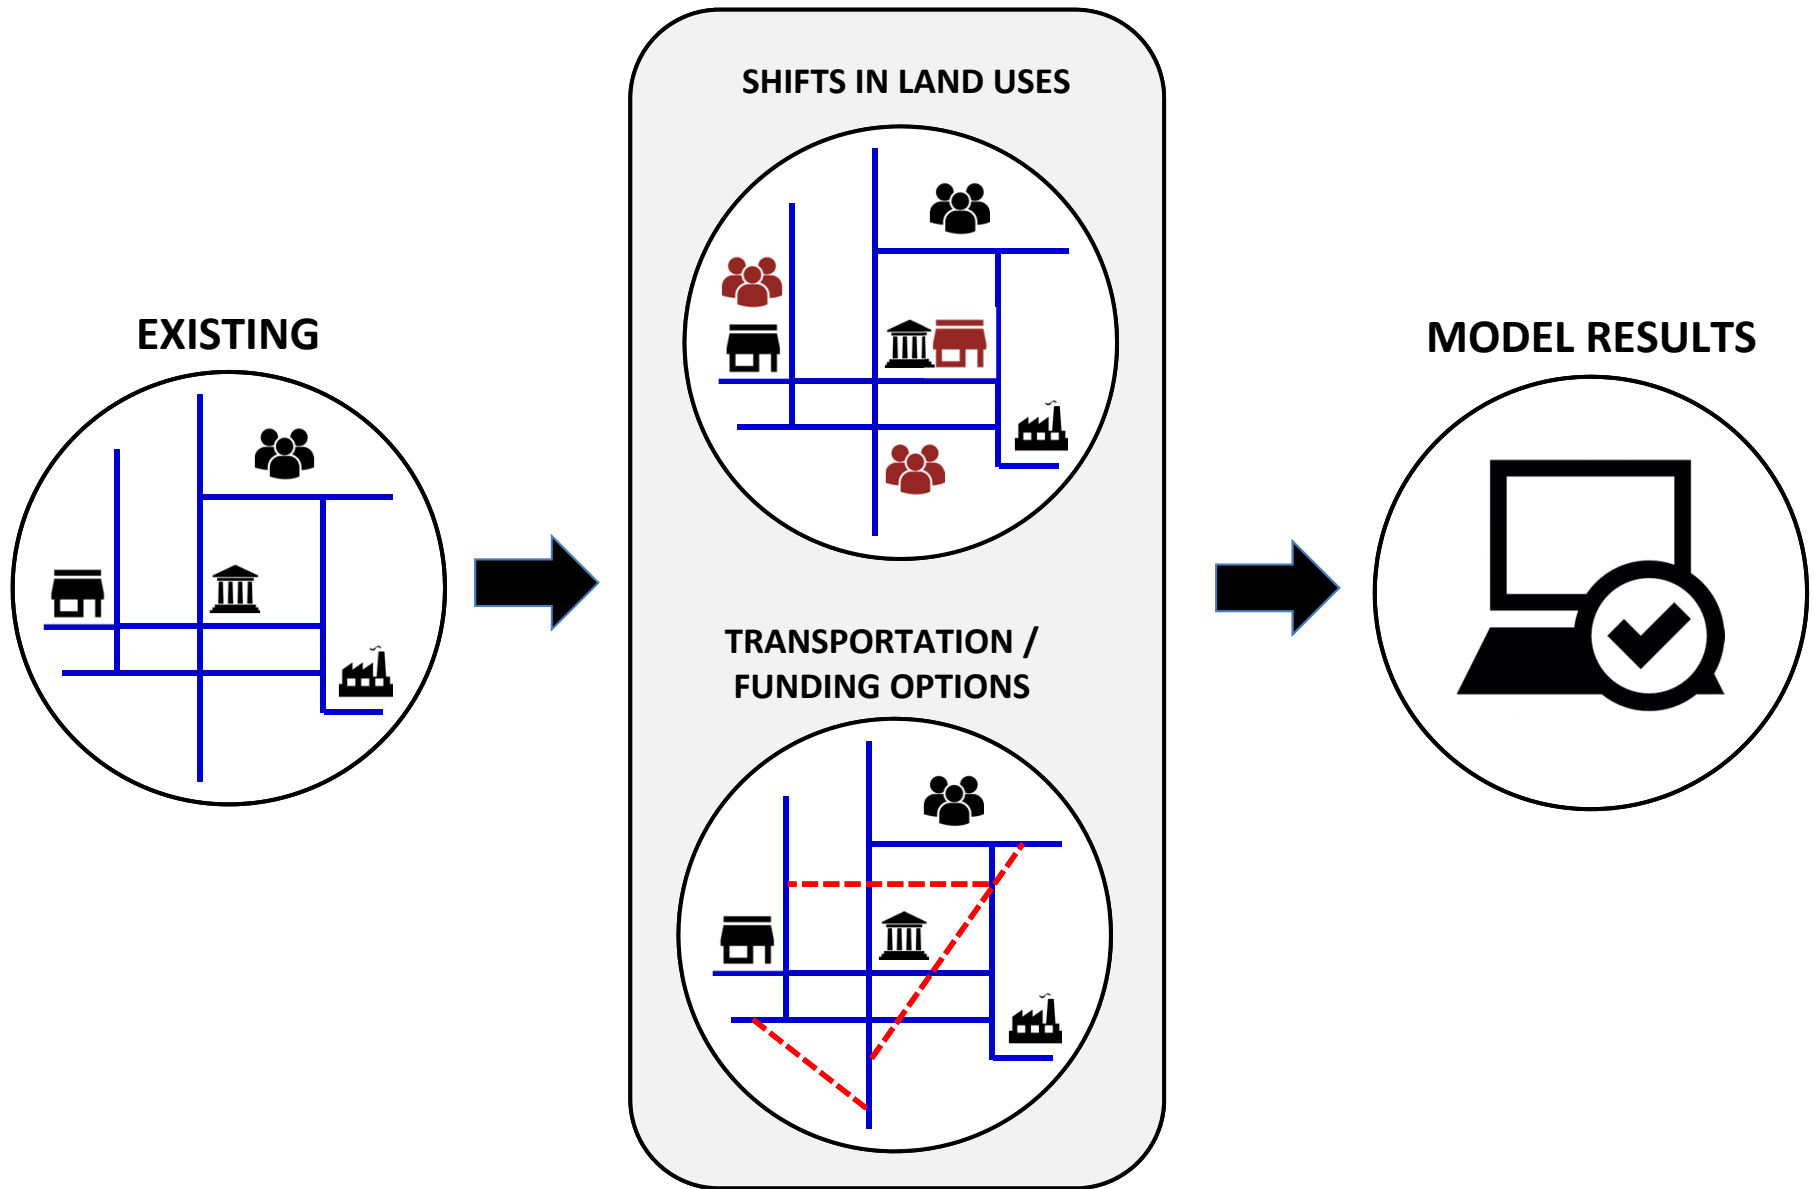 EXISTING
SHIFTS IN LAND USES
TRANSPORTATION /
FUNDING OPTIONS
MODEL RESULTS